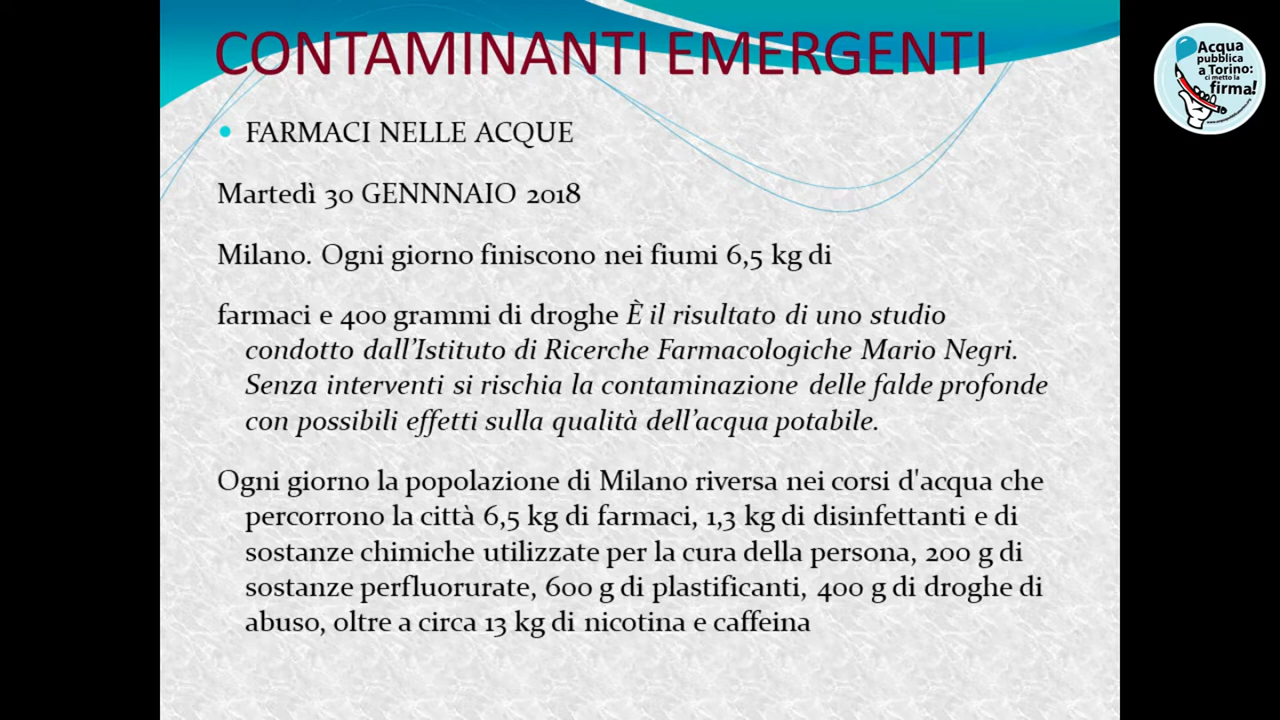 CONTAMINANTI EMERGENTI
FARMACI NELLE ACQUE
Martedì 30 GENNNAIO 2018
Milano. Ogni giorno finiscono nei fiumi 6,5 kg di
farmaci e 400 grammi di droghe È il risultato di uno studio
condotto dall’Istituto di Ricerche Farmacologiche Mario Negri.
Senza interventi si rischia la contaminazione delle falde profonde
con possibili effetti sulla qualità dell’acqua potabile.
Ogni giorno la popolazione di Milano riversa nei corsi d'acqua che
percorrono la città 6,5 kg di farmaci, 1,3 kg di disinfettanti e di
sostanze chimiche utilizzate per la cura della persona, 200 g di
sostanze perfluorurate, 600 g di plastificanti, 400 g di droghe di
abuso, oltre a circa 13 kg di nicotina e caffeina
Acqua
pubblica
a Torino:
ci metto la
firma!